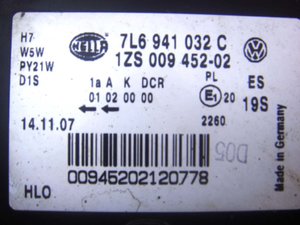 H7
W5W
PY21W
D1S
HELLA
7L6 941 032 C
1ZS 009 452-02
1a A K DCR
01 02 00 00
PL
E1 20
2260
ES
19S
14.11.07
D05
Made in Germany
HLO
00945202120778